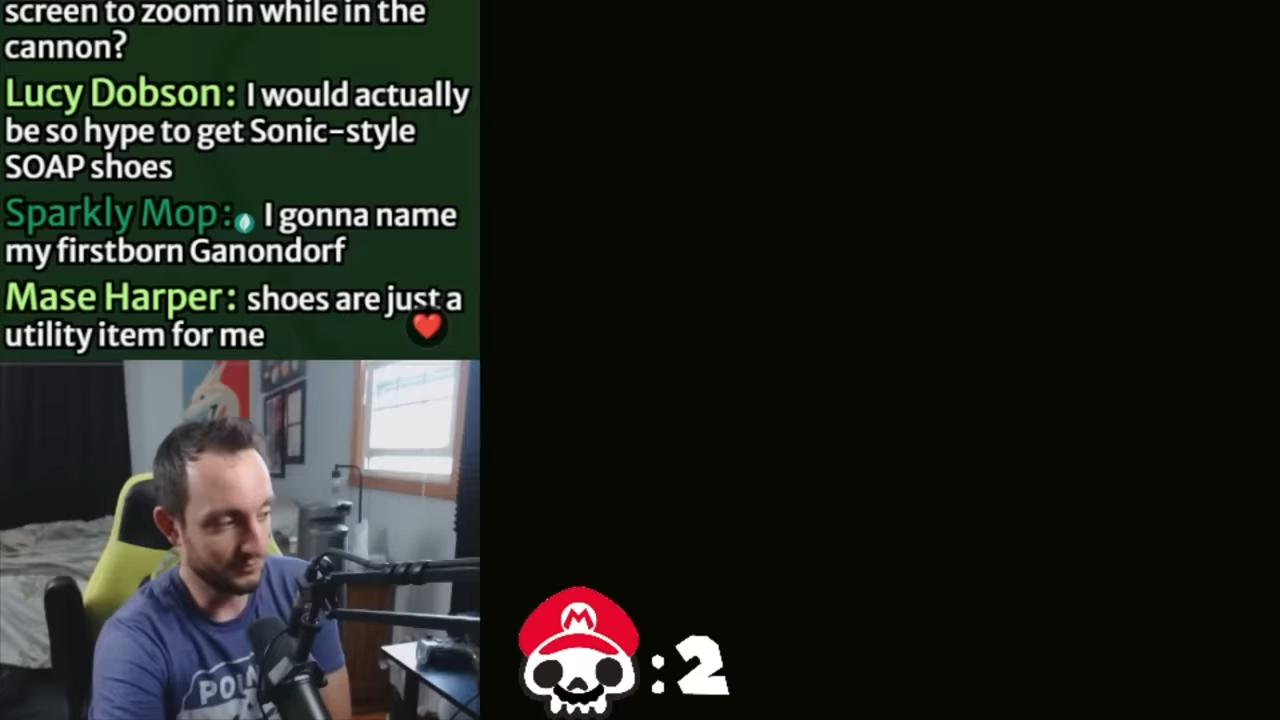 screen to zoom in while in the
cannon?
Lucy Dobson: I would actually
be so hype to get Sonic-style
SOAP shoes
Sparkly Mop: I gonna name
my firstborn Ganondorf
Mase Harper: shoes are just a
utility item for me
M
:2